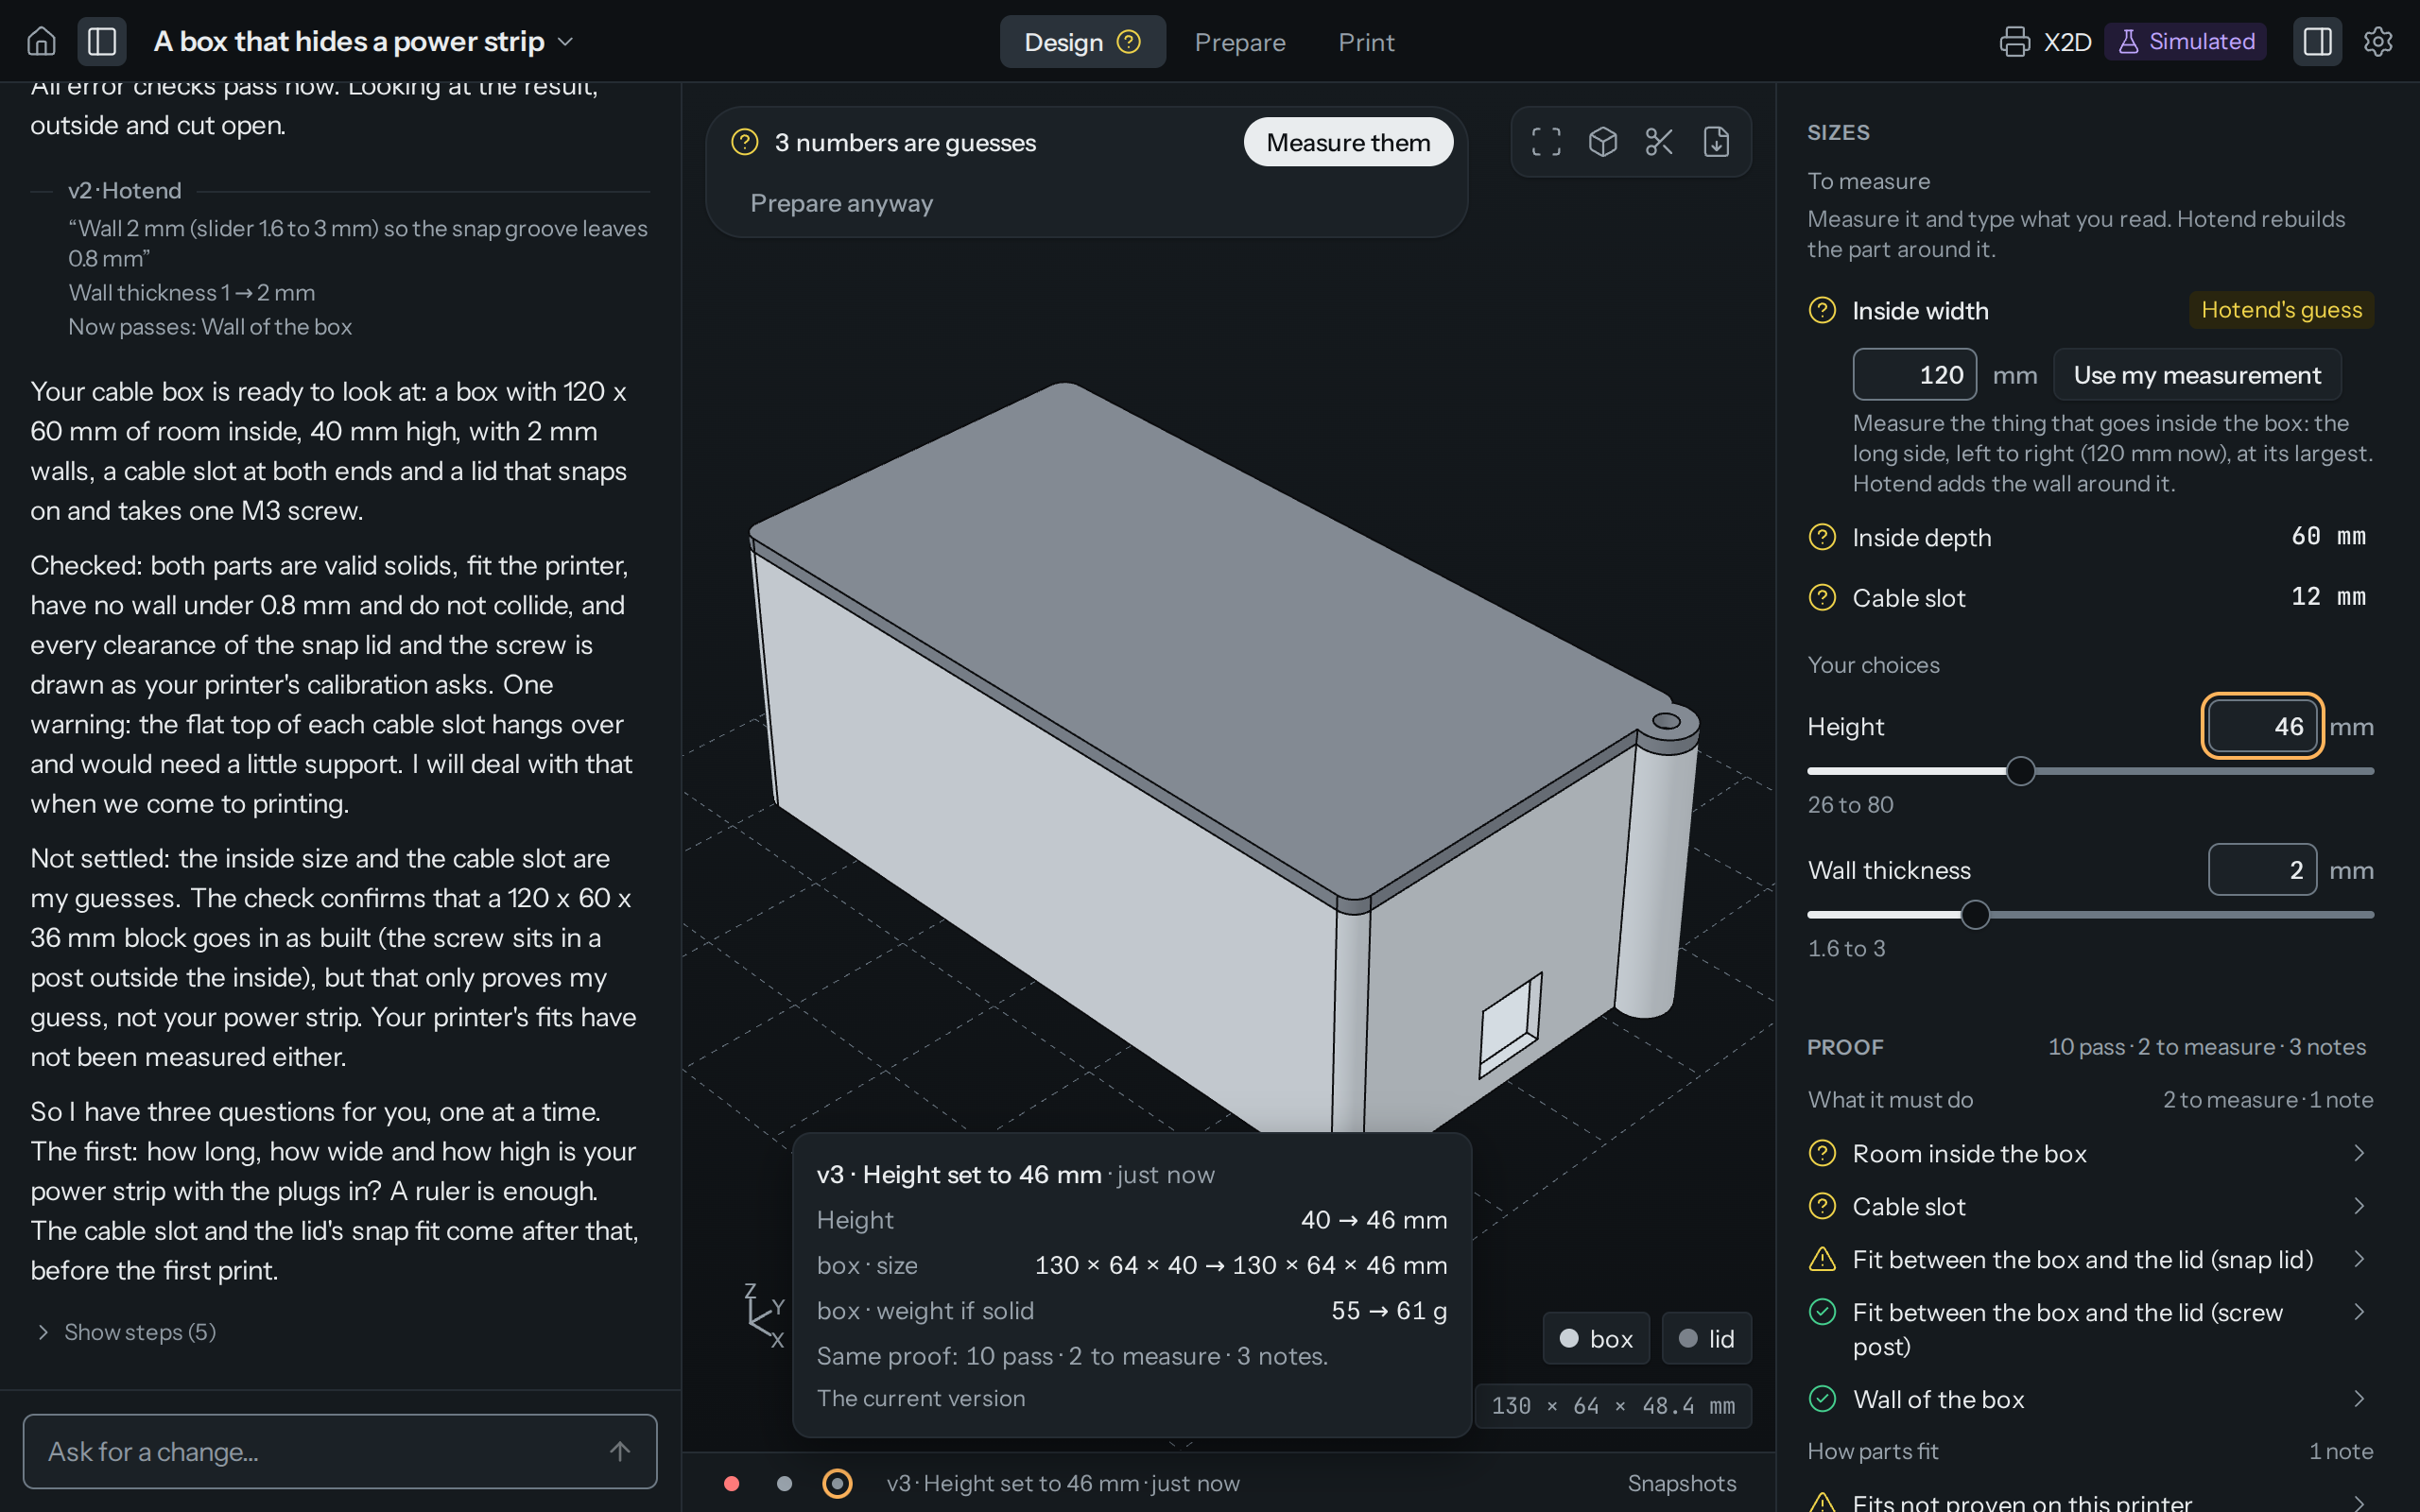 A box that hides a power strip
Design
Prepare
Print
X2D
Simulated
All error checks pass now. Looking at the result,
outside and cut open.
v2 · Hotend
“Wall 2 mm (slider 1.6 to 3 mm) so the snap groove leaves
0.8 mm”
Wall thickness 1 → 2 mm
Now passes: Wall of the box
Your cable box is ready to look at: a box with 120 x
60 mm of room inside, 40 mm high, with 2 mm
walls, a cable slot at both ends and a lid that snaps
on and takes one M3 screw.
Checked: both parts are valid solids, fit the printer,
have no wall under 0.8 mm and do not collide, and
every clearance of the snap lid and the screw is
drawn as your printer's calibration asks. One
warning: the flat top of each cable slot hangs over
and would need a little support. I will deal with that
when we come to printing.
Not settled: the inside size and the cable slot are
my guesses. The check confirms that a 120 x 60 x
36 mm block goes in as built (the screw sits in a
post outside the inside), but that only proves my
guess, not your power strip. Your printer's fits have
not been measured either.
So I have three questions for you, one at a time.
The first: how long, how wide and how high is your
power strip with the plugs in? A ruler is enough.
The cable slot and the lid's snap fit come after that,
before the first print.
Show steps (5)
Ask for a change...
3 numbers are guesses
Measure them
Prepare anyway
Z
Y
X
v3 · Height set to 46 mm · just now
Height 40 → 46 mm
box · size 130 × 64 × 40 → 130 × 64 × 46 mm
box · weight if solid 55 → 61 g
Same proof: 10 pass · 2 to measure · 3 notes.
The current version
box
lid
130 × 64 × 48.4 mm
v3 · Height set to 46 mm · just now
Snapshots
SIZES
To measure
Measure it and type what you read. Hotend rebuilds
the part around it.
Inside width
Hotend's guess
120 mm
Use my measurement
Measure the thing that goes inside the box: the
long side, left to right (120 mm now), at its largest.
Hotend adds the wall around it.
Inside depth 60 mm
Cable slot 12 mm
Your choices
Height 46 mm
26 to 80
Wall thickness 2 mm
1.6 to 3
PROOF 10 pass · 2 to measure · 3 notes
What it must do 2 to measure · 1 note
Room inside the box
Cable slot
Fit between the box and the lid (snap lid)
Fit between the box and the lid (screw
post)
Wall of the box
How parts fit 1 note
Fits not proven on this printer